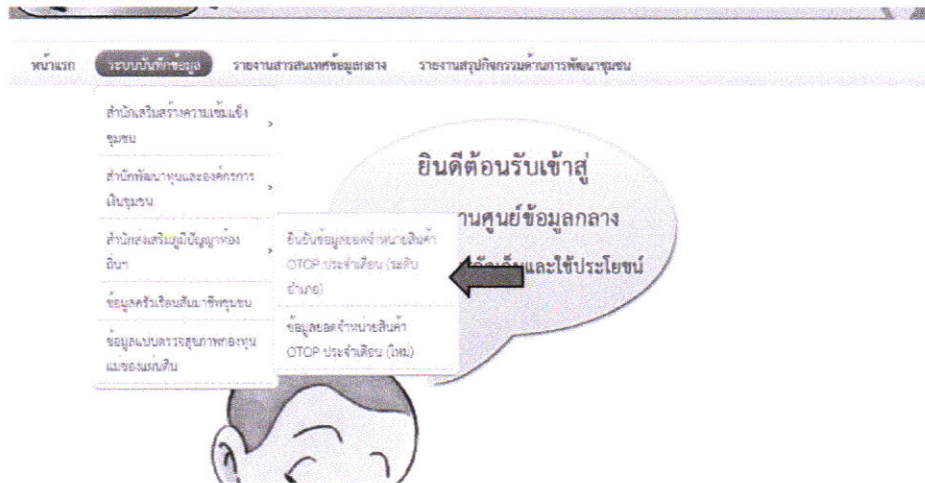 หน้าแรก ระบบบันทึกข้อมูล รายงานสารสนเทศข้อมูลกลาง รายงานสรุปกิจกรรมด้านการพัฒนาชุมชน
สำนักเสริมสร้างความเข้มแข็ง
ชุมชน
สำนักพัฒนาทุนและองค์กรการ
เงินชุมชน
สำนักส่งเสริมภูมิปัญญาท้อง
ถิ่นฯ
ข้อมูลครัวเรือนสัมมาชีพชุมชน
ข้อมูลแบบตรวจสุขภาพกองทุน
แม่ของแผ่นดิน
ยืนยันข้อมูลยอดจำหน่ายสินค้า
OTOP ประจำเดือน (ระดับ
อำเภอ)
ข้อมูลยอดจำหน่ายสินค้า
OTOP ประจำเดือน (ใหม่)
ยินดีต้อนรับเข้าสู่
านศูนย์ข้อมูลกลาง
จัดเก็บและใช้ประโยชน์